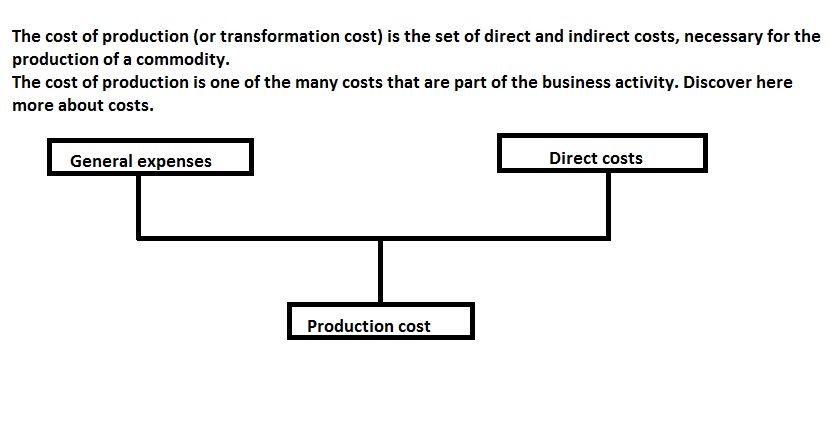 The cost of production (or transformation cost) is the set of direct and indirect costs, necessary for the
production of a commodity.
The cost of production is one of the many costs that are part of the business activity. Discover here
more about costs.
General expenses
Direct costs
Production cost